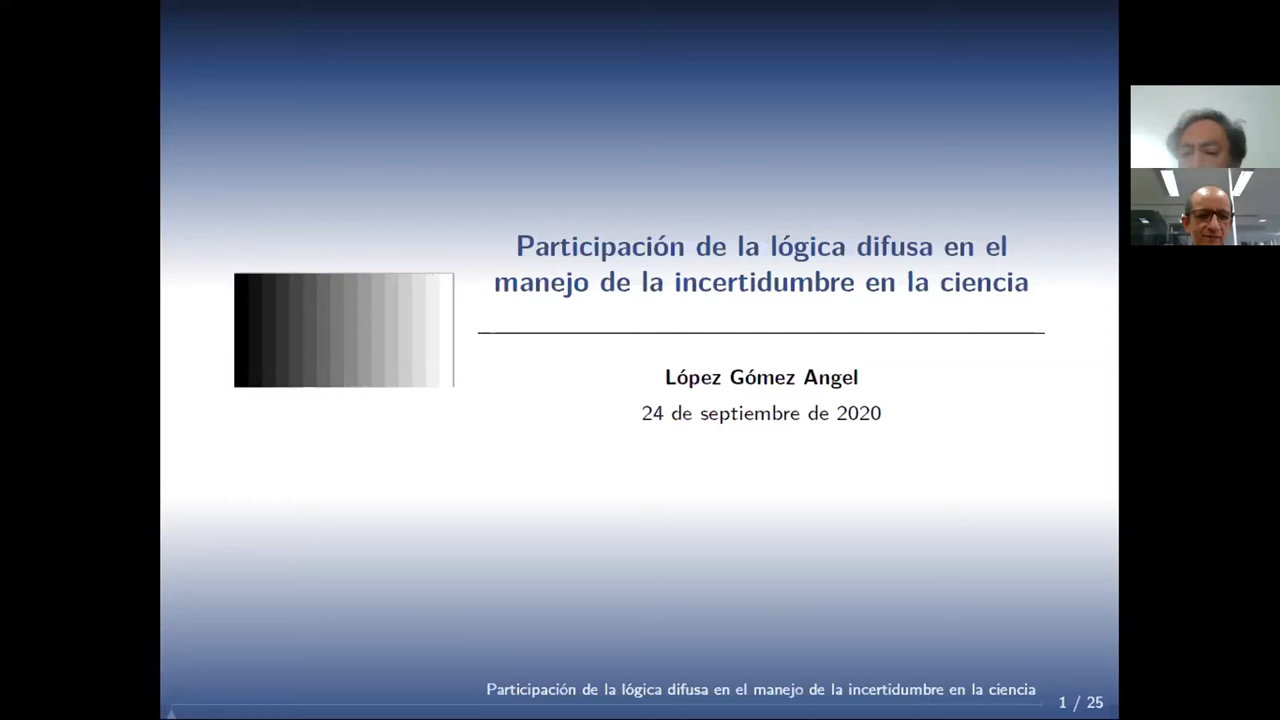 Participación de la lógica difusa en el
manejo de la incertidumbre en la ciencia
López Gómez Angel
24 de septiembre de 2020
Participación de la lógica difusa en el manejo de la incertidumbre en la ciencia
1 / 25